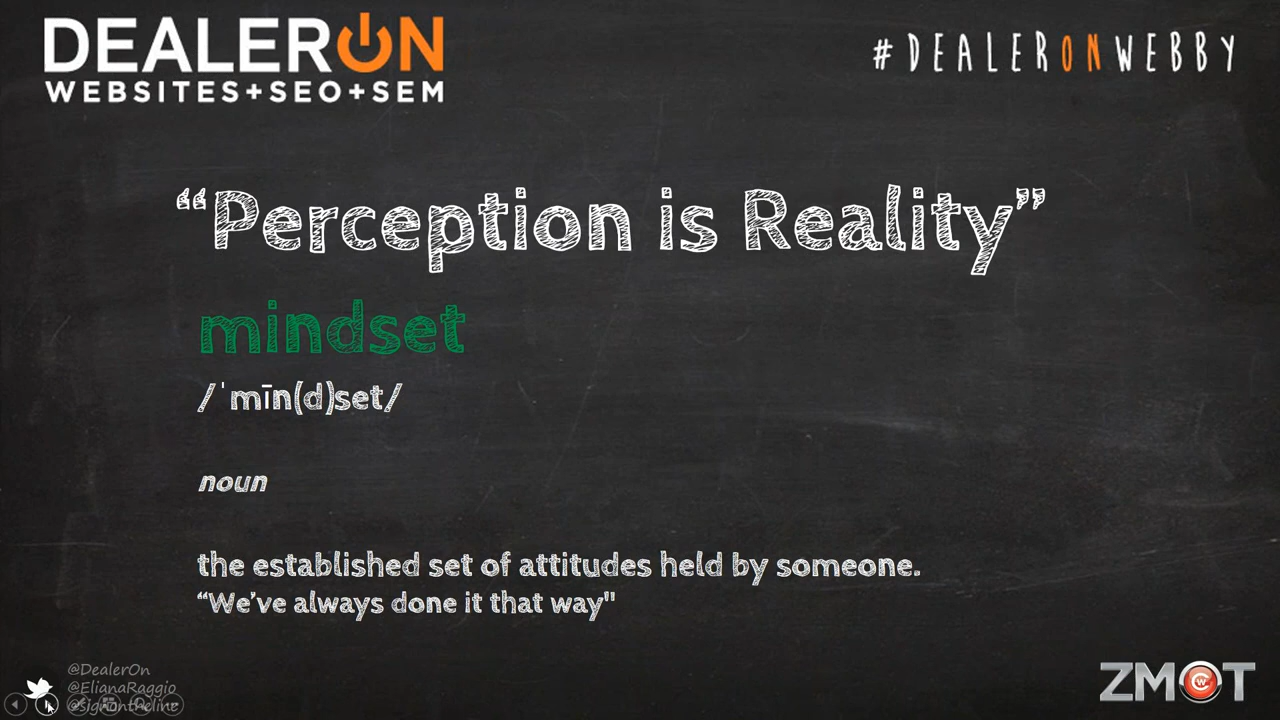 DEALERON
WEBSITES+SEO+SEM
#DEALERONWEBBY
“Perception is Reality”
mindset
/ˈmīn(d)set/
noun
the established set of attitudes held by someone.
“We’ve always done it that way"
@DealerOn
@ElianaRaggio
@signontheline
ZMOT